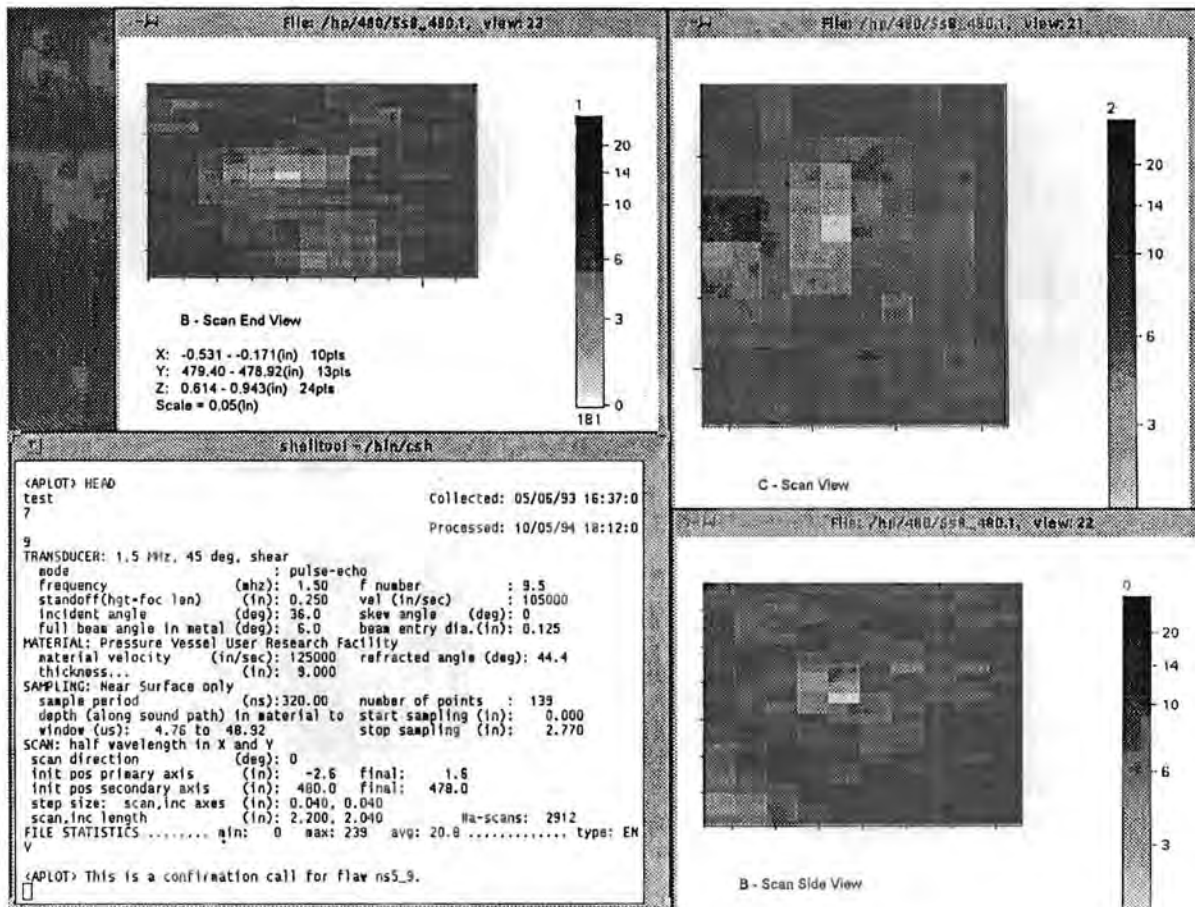 File: /hp/480/5s8_480.1, view: 23
1
20
14
10
6
3
0
181
B - Scan End View
X: -0.531 - -0.171(in) 10pts
Y: 479.40 - 478.92(in) 13pts
Z: 0.614 - 0.943(in) 24pts
Scale = 0.05(in)
File: /hp/480/5s8_480.1, view: 21
2
20
14
10
6
3
C - Scan View
shelltool - /bin/csh
<APLOT> HEAD
test Collected: 05/06/93 16:37:0
7
Processed: 10/05/94 18:12:0
9
TRANSDUCER: 1.5 MHz, 45 deg, shear
mode : pulse-echo
frequency (mhz): 1.50 f number : 9.5
standoff(hgt-foc len) (in): 0.250 vel (in/sec) : 105000
incident angle (deg): 36.0 skew angle (deg): 0
full beam angle in metal (deg): 6.0 beam entry dia.(in): 0.125
MATERIAL: Pressure Vessel User Research Facility
material velocity (in/sec): 125000 refracted angle (deg): 44.4
thickness... (in): 9.000
SAMPLING: Near Surface only
sample period (ns):320.00 number of points : 139
depth (along sound path) in material to start sampling (in): 0.000
window (us): 4.76 to 48.92 stop sampling (in): 2.770
SCAN: half wavelength in X and Y
scan direction (deg): 0
init pos primary axis (in): -2.6 final: 1.6
init pos secondary axis (in): 480.0 final: 478.0
step size: scan,inc axes (in): 0.040, 0.040
scan,inc length (in): 2.200, 2.040 #a-scans: 2912
FILE STATISTICS ........ min: 0 max: 239 avg: 20.8 ............. type: EN
V
<APLOT> This is a confirmation call for flaw ns5_9.
File: /hp/480/5s8_480.1, view: 22
0
20
14
10
6
3
B - Scan Side View